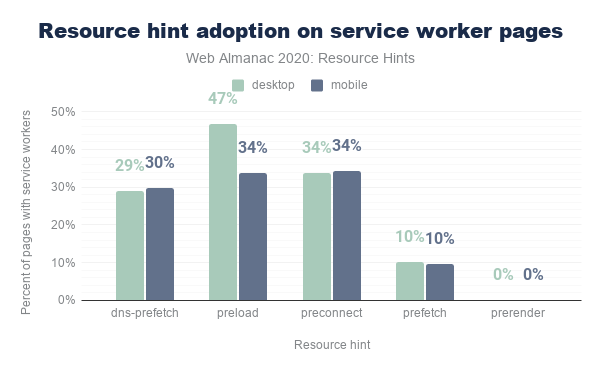 Resource hint adoption on service worker pages
Web Almanac 2020: Resource Hints
desktop mobile
Percent of pages with service workers
50%
40%
30%
20%
10%
0%
29% 30%
47% 34%
34% 34%
10% 10%
0% 0%
dns-prefetch preload preconnect prefetch prerender
Resource hint